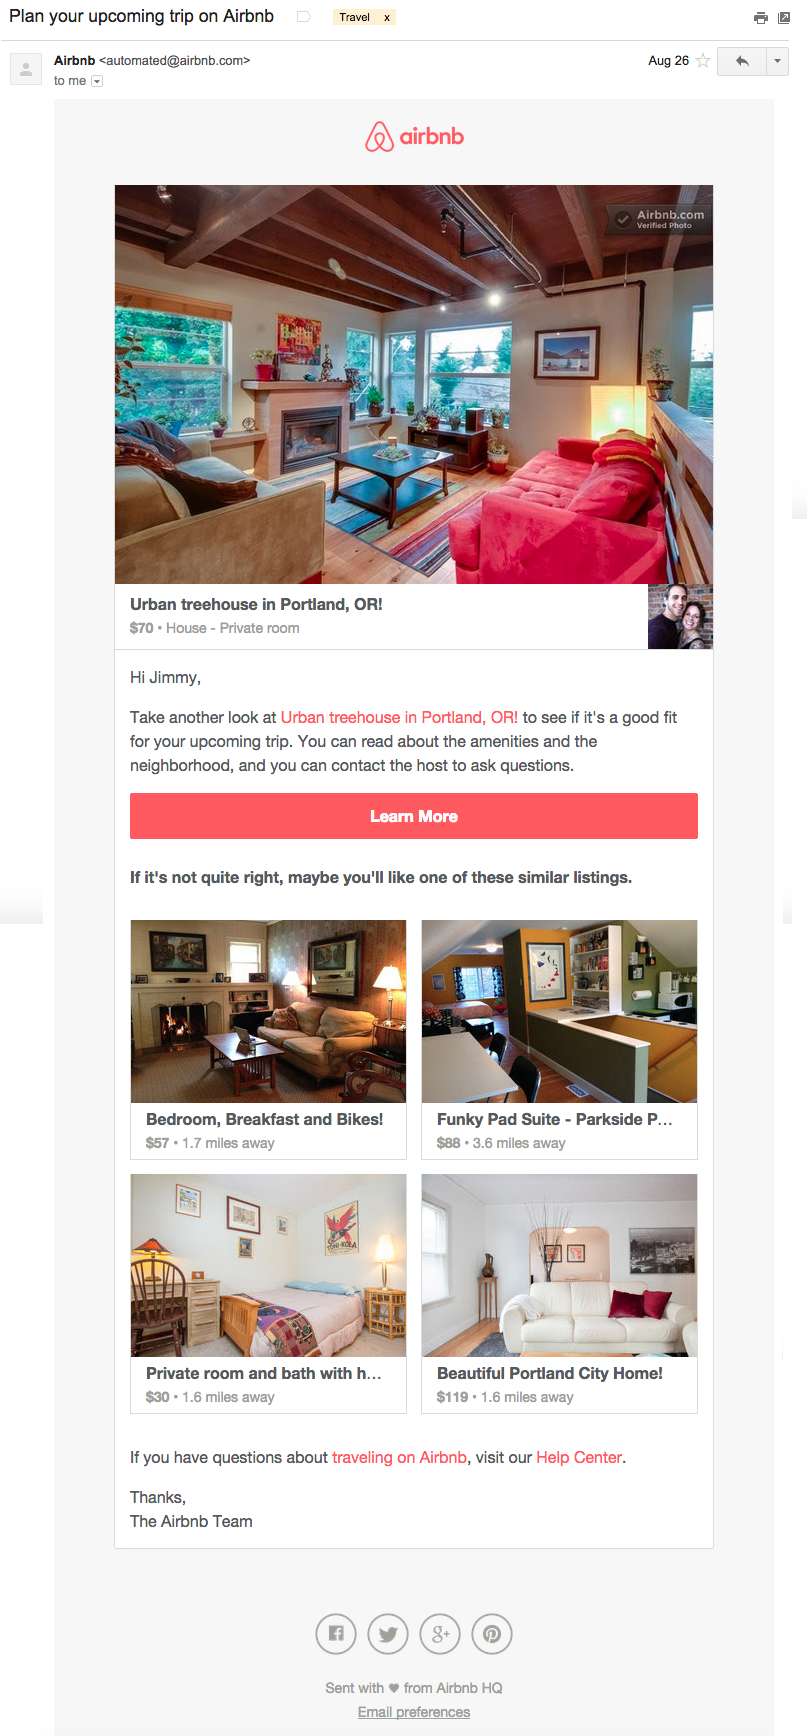 Plan your upcoming trip on Airbnb
Travel x
Airbnb <automated@airbnb.com>
Aug 26
to me
airbnb
Airbnb.com
Verified Photo
Urban treehouse in Portland, OR!
$70 • House - Private room
Hi Jimmy,
Take another look at Urban treehouse in Portland, OR! to see if it's a good fit
for your upcoming trip. You can read about the amenities and the
neighborhood, and you can contact the host to ask questions.
Learn More
If it's not quite right, maybe you'll like one of these similar listings.
Bedroom, Breakfast and Bikes!
$57 • 1.7 miles away
Funky Pad Suite - Parkside P...
$88 • 3.6 miles away
Private room and bath with h...
$30 • 1.6 miles away
Beautiful Portland City Home!
$119 • 1.6 miles away
If you have questions about traveling on Airbnb, visit our Help Center.
Thanks,
The Airbnb Team
Sent with ♥ from Airbnb HQ
Email preferences